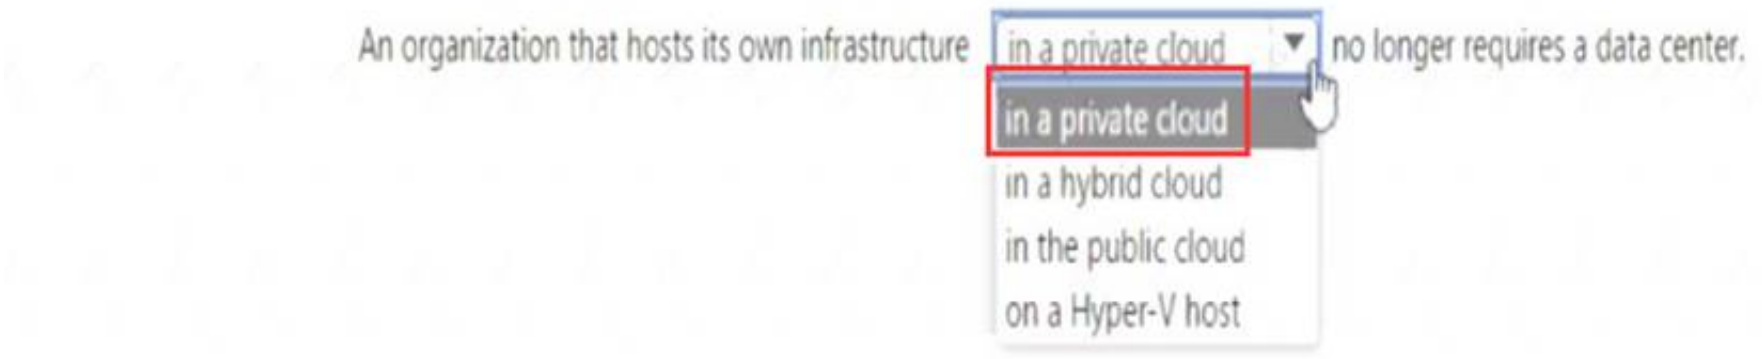 An organization that hosts its own infrastructure in a private cloud no longer requires a data center.
in a private cloud
in a hybrid cloud
in the public cloud
on a Hyper-V host